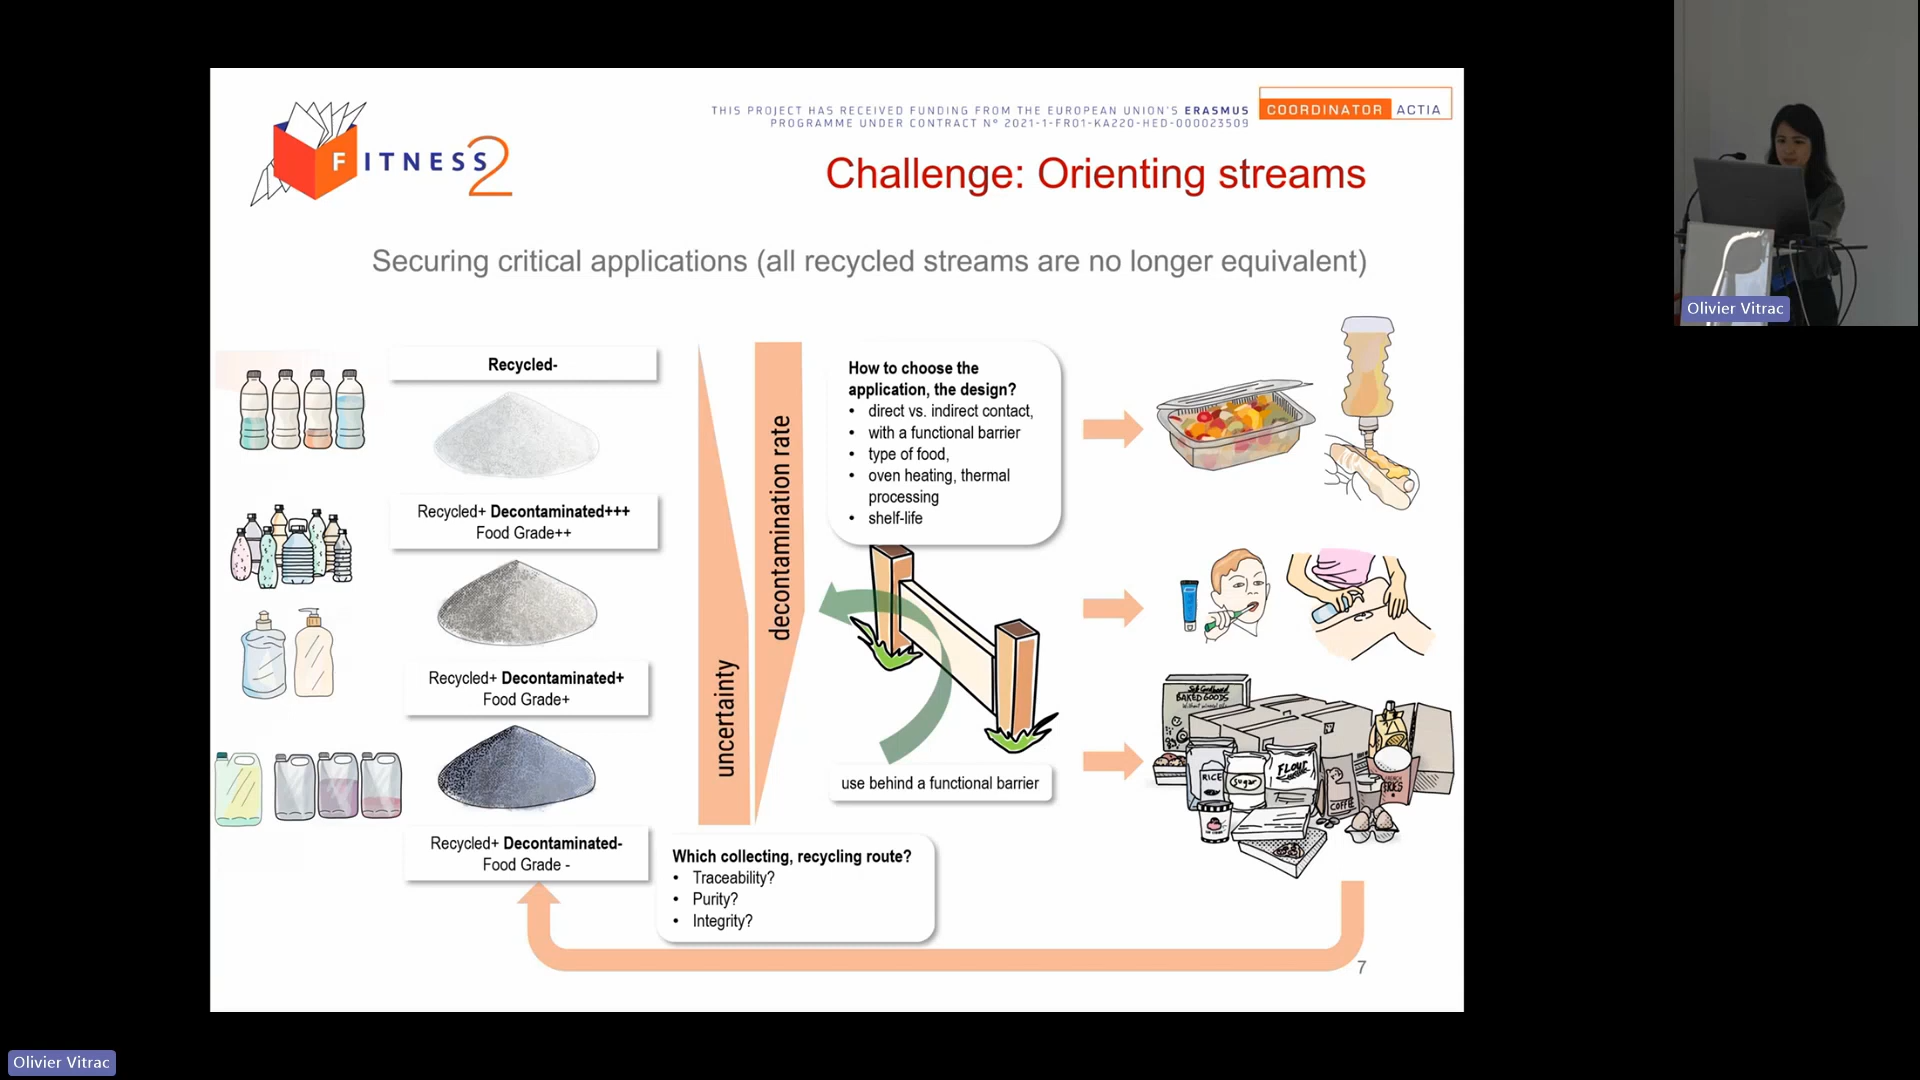 THIS PROJECT HAS RECEIVED FUNDING FROM THE EUROPEAN UNION'S ERASMUS
PROGRAMME UNDER CONTRACT N° 2021-1-FR01-KA220-HED-000023509
COORDINATOR ACTIA
FITNESS 2
Challenge: Orienting streams
Securing critical applications (all recycled streams are no longer equivalent)
Olivier Vitrac
Recycled-
Recycled+ Decontaminated+++
Food Grade++
Recycled+ Decontaminated+
Food Grade+
Recycled+ Decontaminated-
Food Grade -
uncertainty
decontamination rate
How to choose the
application, the design?
• direct vs. indirect contact,
• with a functional barrier
• type of food,
• oven heating, thermal
processing
• shelf-life
use behind a functional barrier
Which collecting, recycling route?
• Traceability?
• Purity?
• Integrity?
BAKED GOODS
RICE
Sugar
FLOUR
COFFEE
FRIES
7
Olivier Vitrac